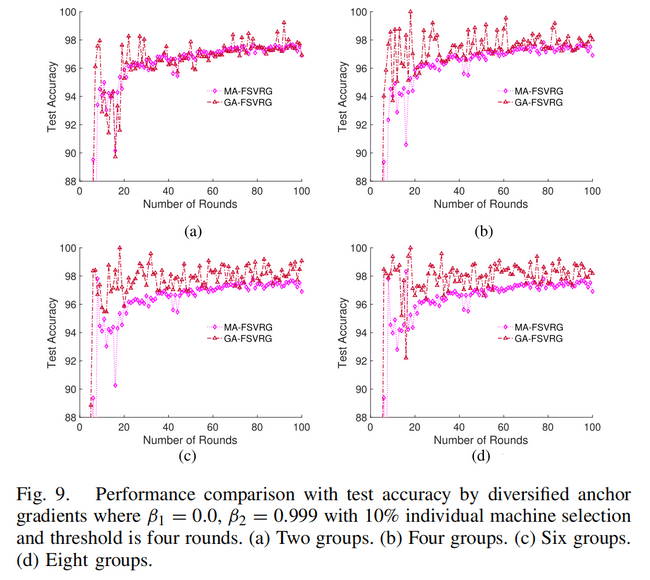 100
98
96
94
92
90
88
Test Accuracy
MA-FSVRG
GA-FSVRG
0 20 40 60 80 100
Number of Rounds
(a)
100
98
96
94
92
90
88
Test Accuracy
MA-FSVRG
GA-FSVRG
0 20 40 60 80 100
Number of Rounds
(b)
100
98
96
94
92
90
88
Test Accuracy
MA-FSVRG
GA-FSVRG
0 20 40 60 80 100
Number of Rounds
(c)
100
98
96
94
92
90
88
Test Accuracy
MA-FSVRG
GA-FSVRG
0 20 40 60 80 100
Number of Rounds
(d)
Fig. 9. Performance comparison with test accuracy by diversified anchor
gradients where β1 = 0.0, β2 = 0.999 with 10% individual machine selection
and threshold is four rounds. (a) Two groups. (b) Four groups. (c) Six groups.
(d) Eight groups.